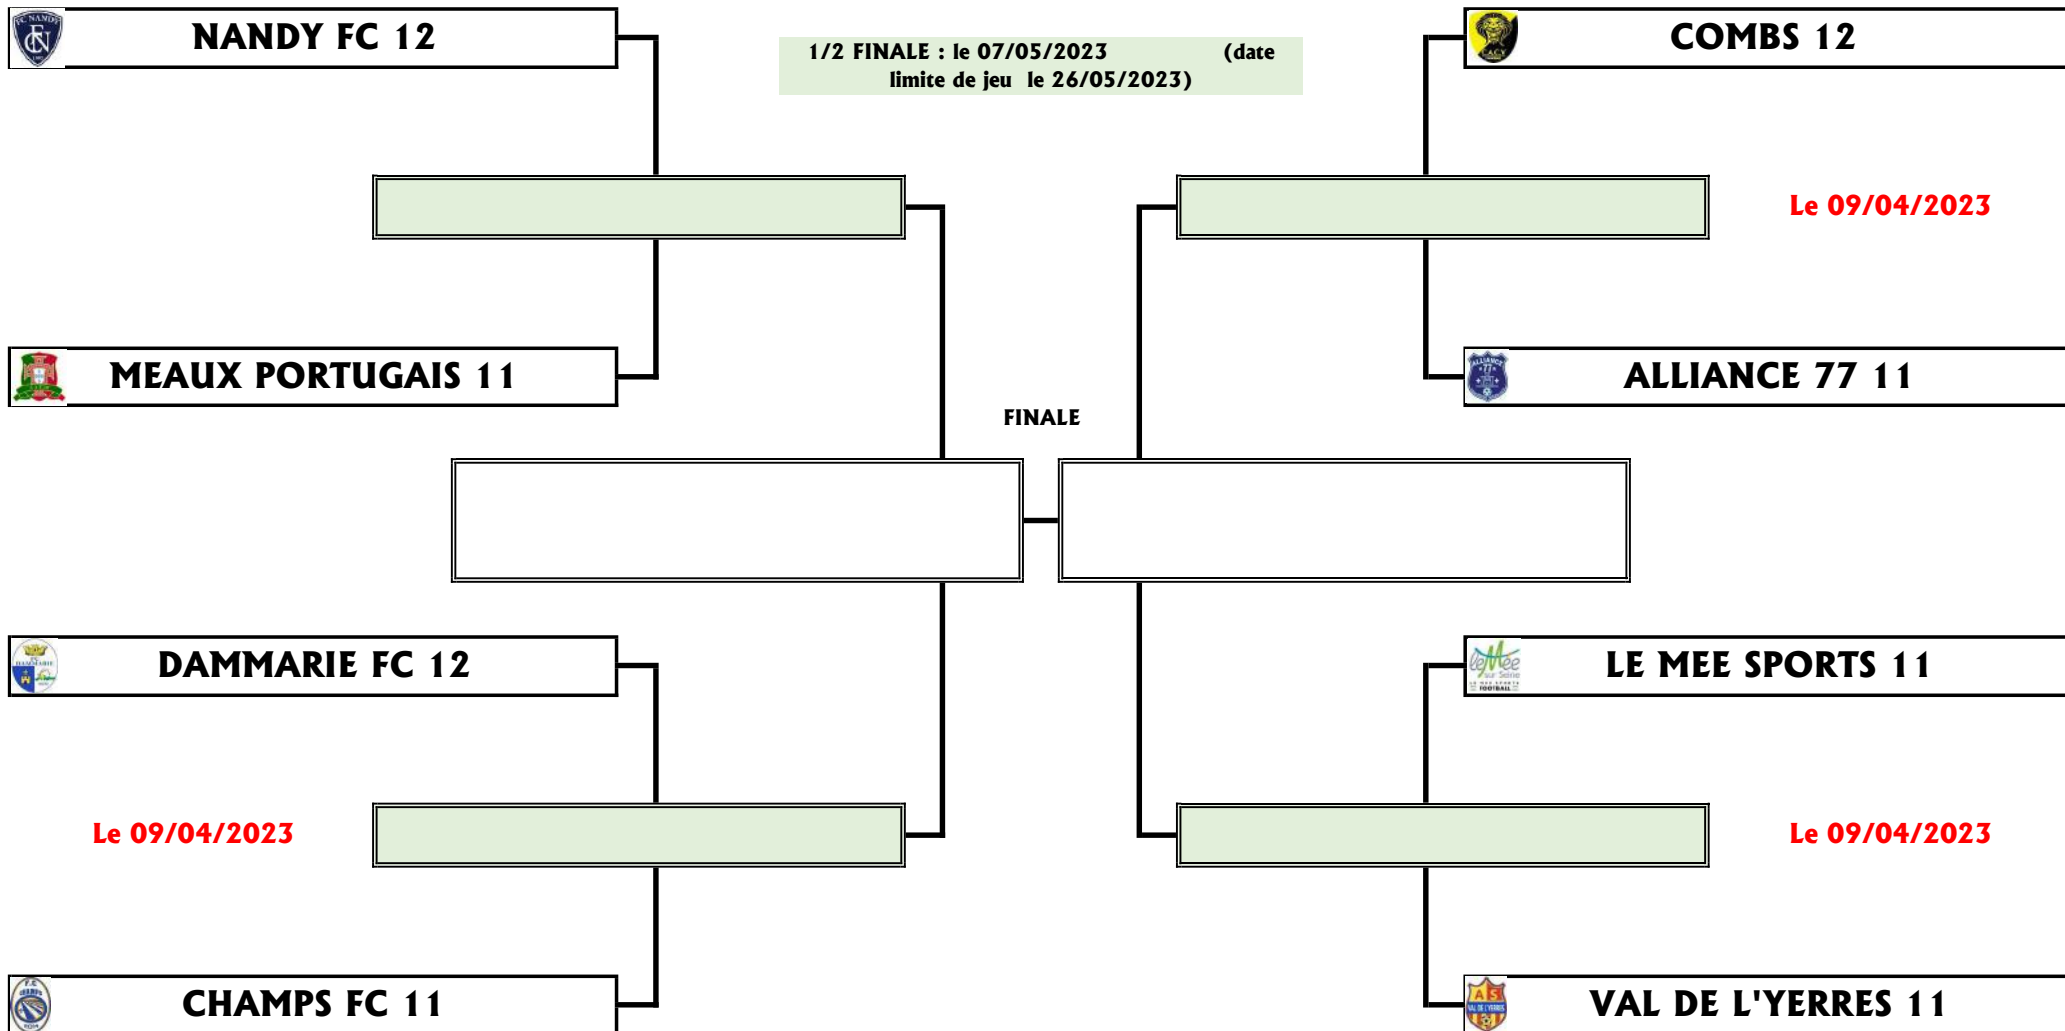 NANDY FC 12
1/2 FINALE : le 07/05/2023 (date
limite de jeu le 26/05/2023)
COMBS 12
Le 09/04/2023
MEAUX PORTUGAIS 11
ALLIANCE 77 11
FINALE
DAMMARIE FC 12
LE MEE SPORTS 11
Le 09/04/2023
Le 09/04/2023
CHAMPS FC 11
VAL DE L'YERRES 11